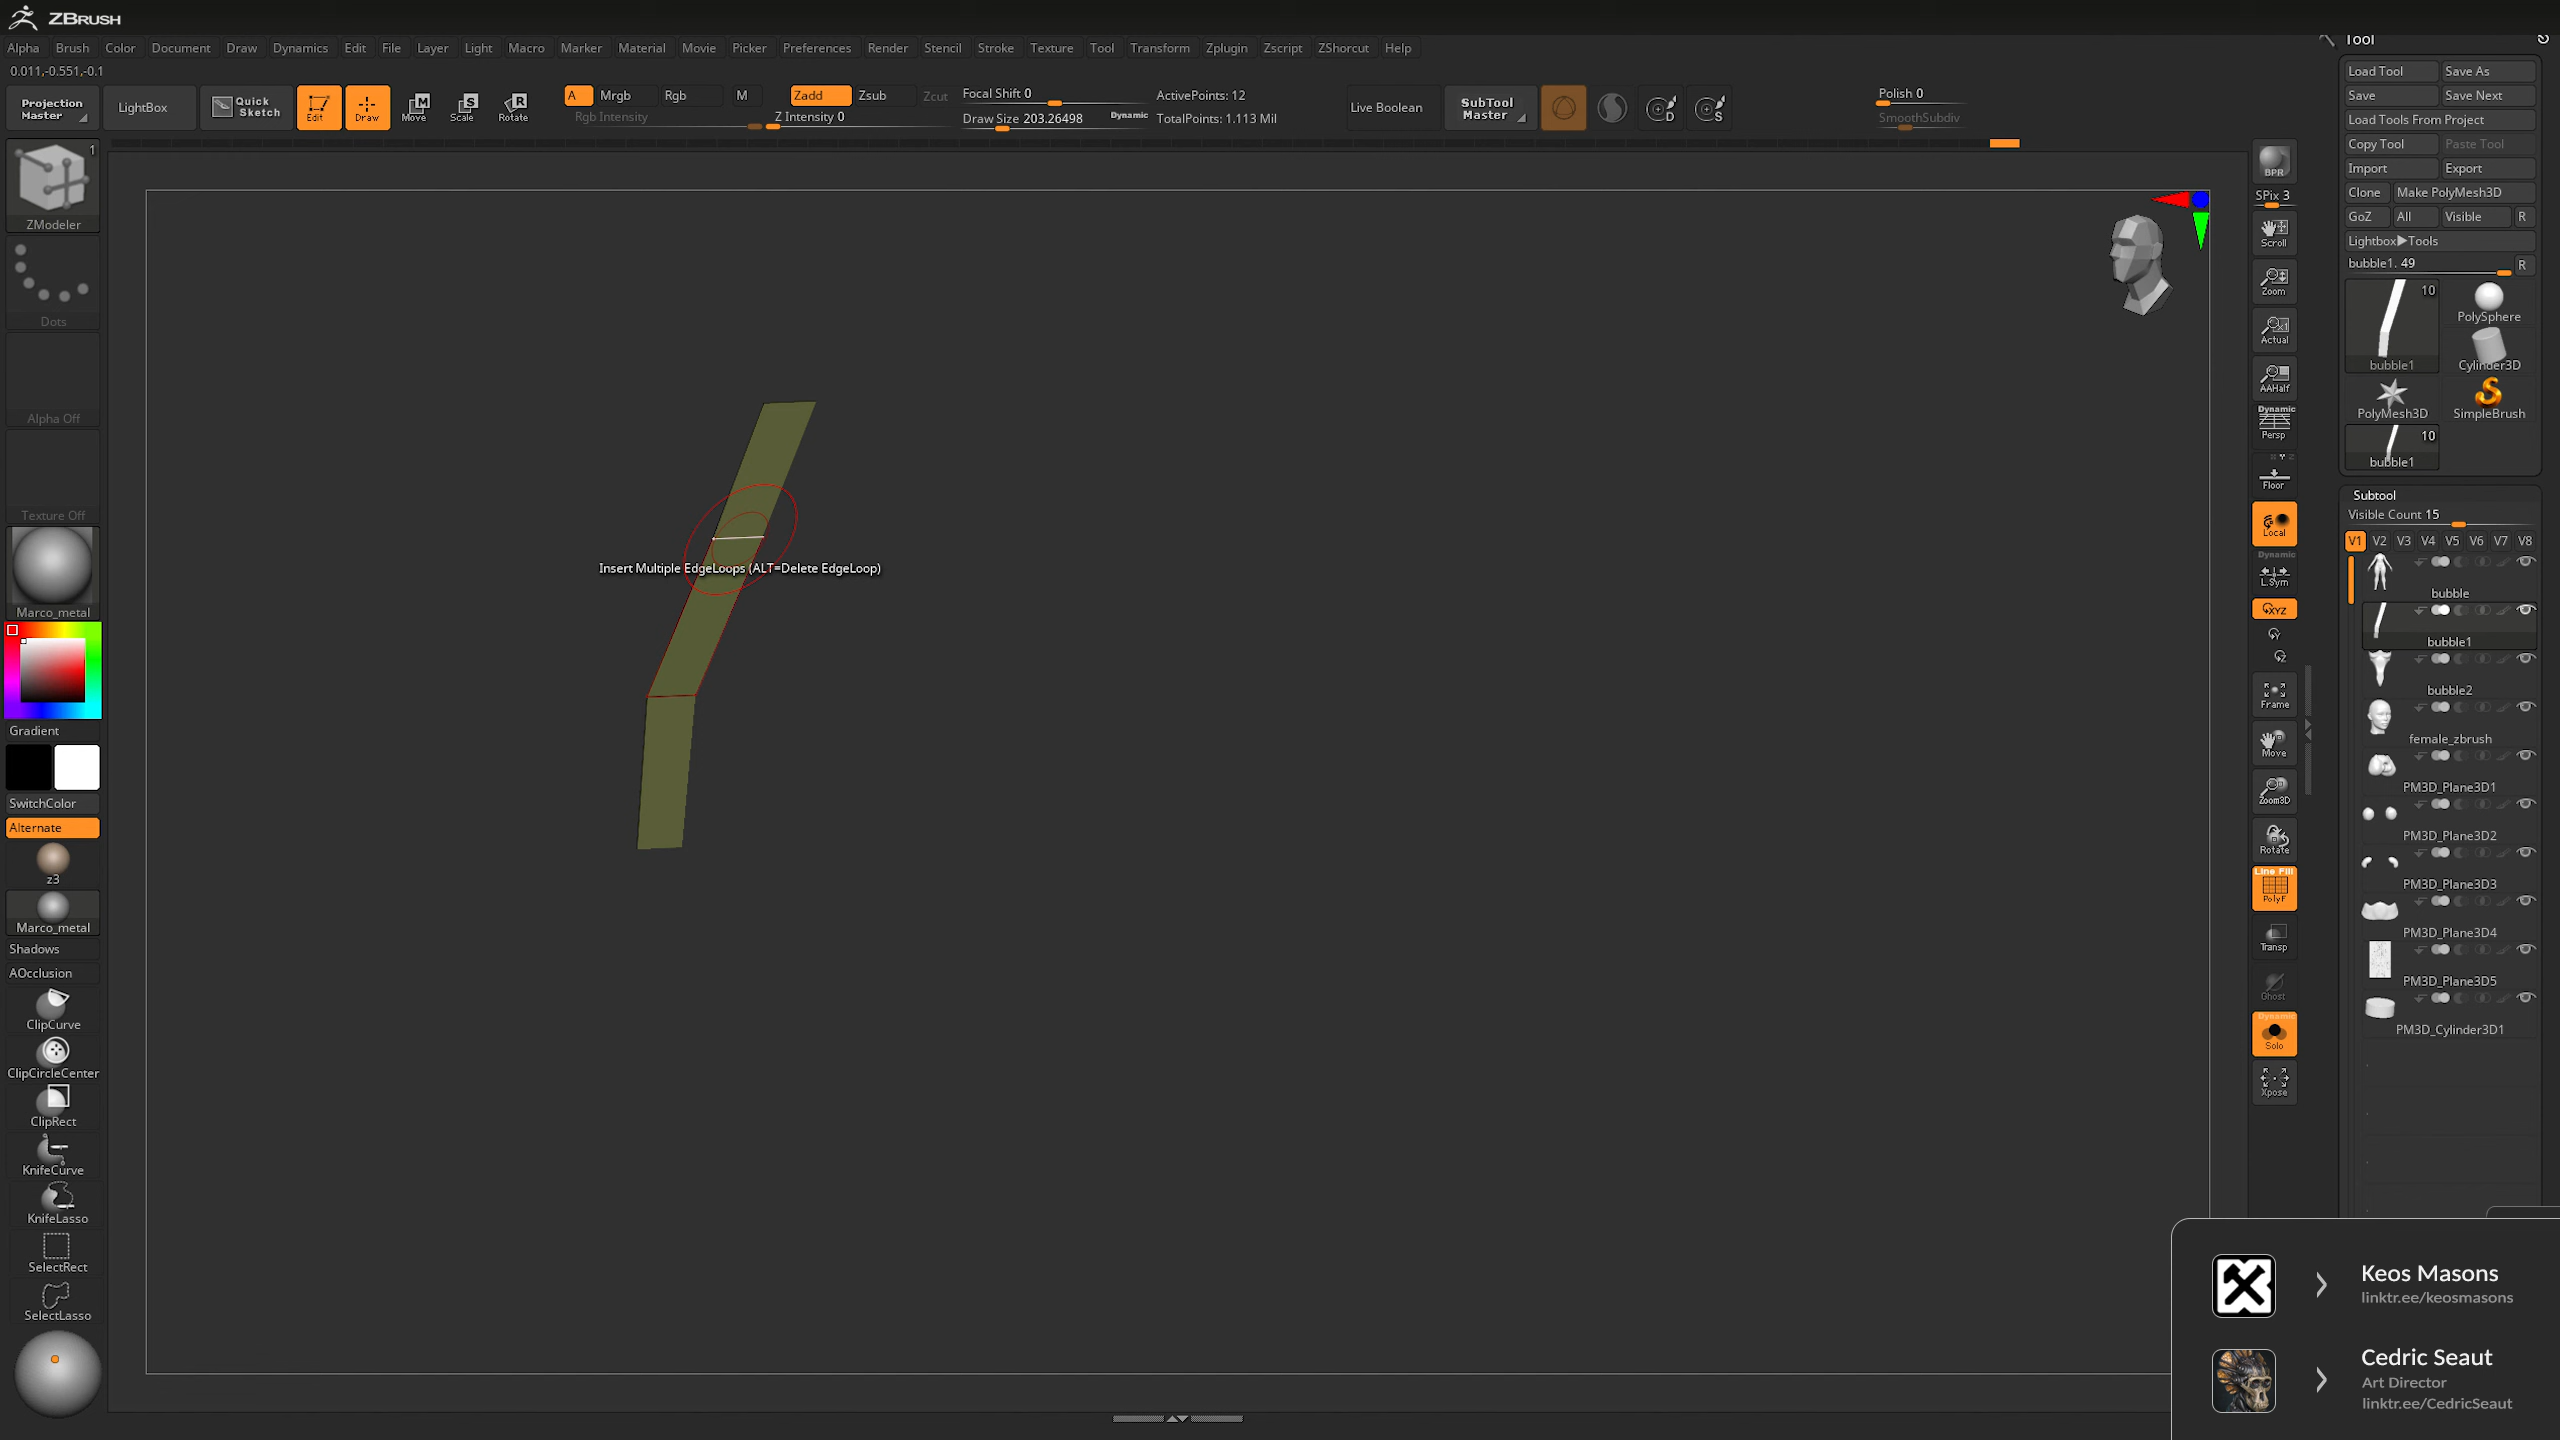 ZBRUSH
Alpha Brush Color Document Draw Dynamics Edit File Layer Light Macro Marker Material Movie Picker Preferences Render Stencil Stroke Texture Tool Transform Zplugin Zscript ZShorcut Help
0.011,-0.551,-0.1
Projection Master
LightBox
Quick Sketch
Edit
Draw
Move
Scale
Rotate
A Mrgb Rgb M
Rgb Intensity
Zadd Zsub Zcut
Z Intensity 0
Focal Shift 0
Draw Size 203.26498
Dynamic
ActivePoints: 12
TotalPoints: 1.113 Mil
Live Boolean
SubTool Master
Polish 0
SmoothSubdiv
1
ZModeler
Dots
Alpha Off
Texture Off
Marco_metal
Gradient
SwitchColor
Alternate
z3
Marco_metal
Shadows
AOcclusion
ClipCurve
ClipCircleCenter
ClipRect
KnifeCurve
KnifeLasso
SelectRect
SelectLasso
Insert Multiple EdgeLoops (ALT=Delete EdgeLoop)
BPR
SPix 3
Scroll
Zoom
Actual
AAHalf
Dynamic
Persp
Floor
Local
Dynamic
L.Sym
XYZ
Y
Z
Frame
Move
Zoom3D
Rotate
Line Fill
PolyF
Transp
Ghost
Dynamic
Solo
Xpose
Tool
Load Tool Save As
Save Save Next
Load Tools From Project
Copy Tool Paste Tool
Import Export
Clone Make PolyMesh3D
GoZ All Visible R
Lightbox▶Tools
bubble1. 49 R
10
bubble1
PolySphere
Cylinder3D
PolyMesh3D
SimpleBrush
10
bubble1
Subtool
Visible Count 15
V1 V2 V3 V4 V5 V6 V7 V8
bubble
bubble1
bubble2
female_zbrush
PM3D_Plane3D1
PM3D_Plane3D2
PM3D_Plane3D3
PM3D_Plane3D4
PM3D_Plane3D5
PM3D_Cylinder3D1
Keos Masons
linktr.ee/keosmasons
Cedric Seaut
Art Director
linktr.ee/CedricSeaut